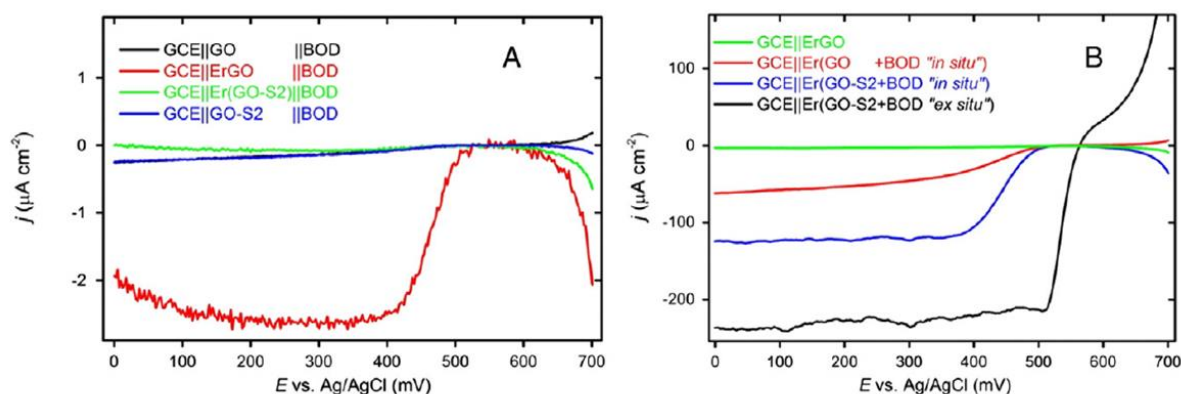 A
GCE||GO ||BOD
GCE||ErGO ||BOD
GCE||Er(GO-S2)||BOD
GCE||GO-S2 ||BOD
1
0
-1
-2
j (µA cm-2)
0 100 200 300 400 500 600 700
E vs. Ag/AgCl (mV)
B
GCE||ErGO
GCE||Er(GO +BOD "in situ")
GCE||Er(GO-S2+BOD "in situ")
GCE||Er(GO-S2+BOD "ex situ")
100
0
-100
-200
j (µA cm-2)
0 100 200 300 400 500 600 700
E vs. Ag/AgCl (mV)